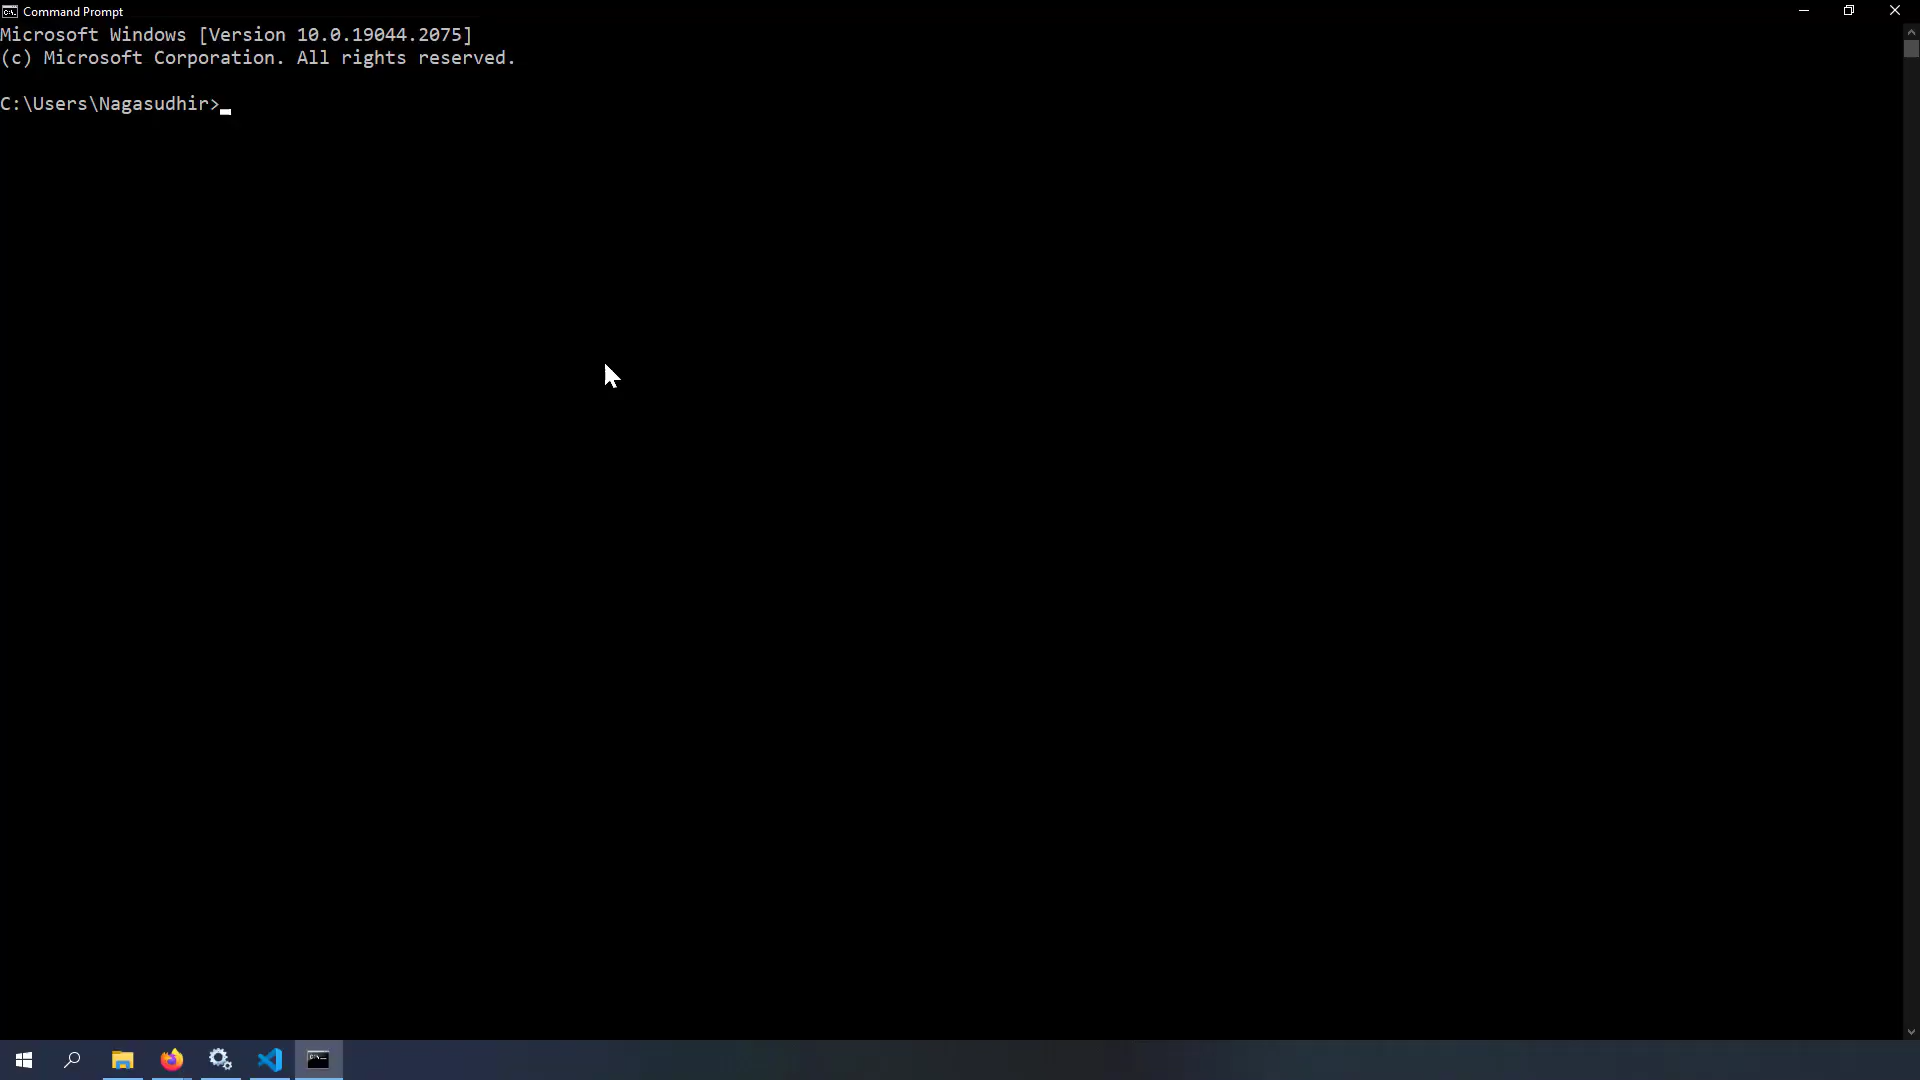 Command Prompt
Microsoft Windows [Version 10.0.19044.2075]
(c) Microsoft Corporation. All rights reserved.
C:\Users\Nagasudhir>